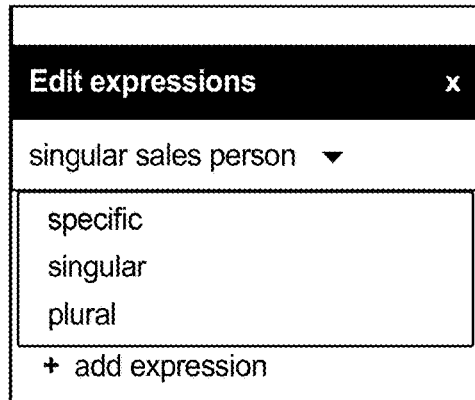 Edit expressions x
singular sales person ▼
specific
singular
plural
+ add expression